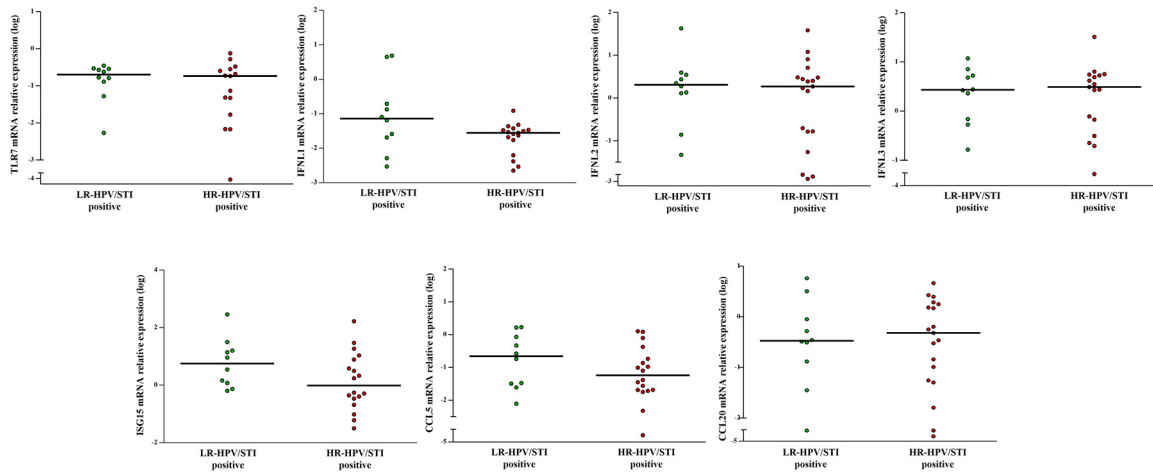 TLR7 mRNA relative expression (log)
1
0
-1
-2
-3
-4
LR-HPV/STI
positive
HR-HPV/STI
positive
IFNL1 mRNA relative expression (log)
2
1
0
-1
-2
-3
LR-HPV/STI
positive
HR-HPV/STI
positive
IFNL2 mRNA relative expression (log)
2
1
0
-1
-2
-3
LR-HPV/STI
positive
HR-HPV/STI
positive
IFNL3 mRNA relative expression (log)
2
1
0
-1
-4
LR-HPV/STI
positive
HR-HPV/STI
positive
ISG15 mRNA relative expression (log)
4
2
0
-2
LR-HPV/STI
positive
HR-HPV/STI
positive
CCL5 mRNA relative expression (log)
2
1
0
-1
-2
-5
LR-HPV/STI
positive
HR-HPV/STI
positive
CCL20 mRNA relative expression (log)
1
0
-1
-2
-5
LR-HPV/STI
positive
HR-HPV/STI
positive